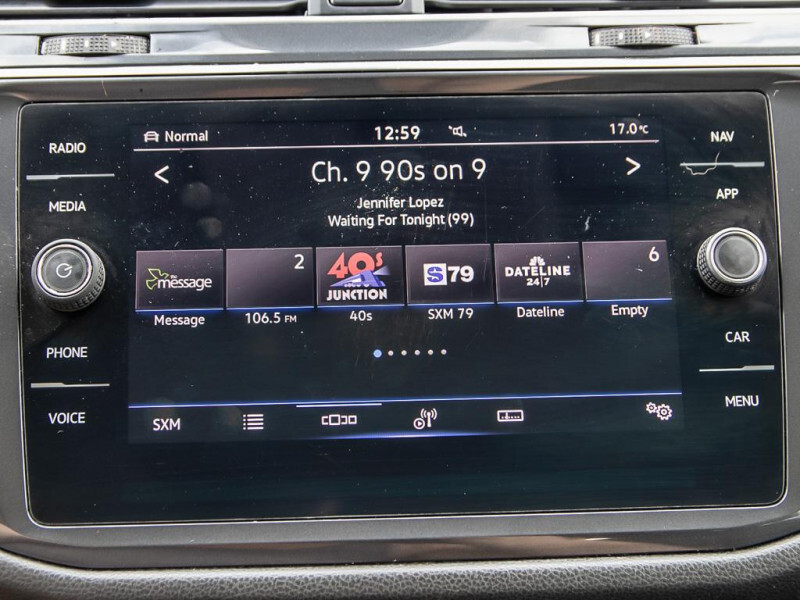 RADIO
MEDIA
PHONE
VOICE
Normal
12:59
17.0°C
< Ch. 9 90s on 9 >
Jennifer Lopez
Waiting For Tonight (99)
the message
2
40s JUNCTION
S 79
DATELINE
24|7
6
Message
106.5 FM
40s
SXM 79
Dateline
Empty
SXM
NAV
APP
CAR
MENU